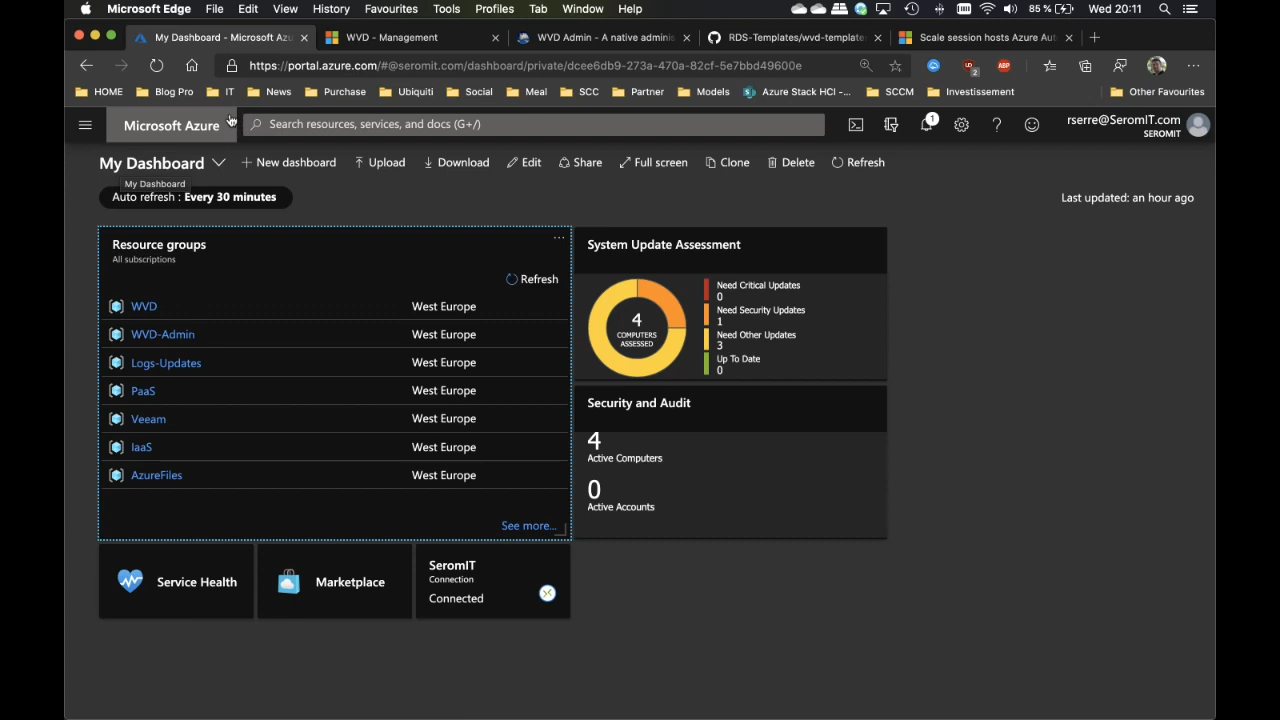 Microsoft Edge File Edit View History Favourites Tools Profiles Tab Window Help 85 % Wed 20:11
My Dashboard - Microsoft Azu WVD - Management WVD Admin - A native adminis RDS-Templates/wvd-template Scale session hosts Azure Aut
https://portal.azure.com/#@seromit.com/dashboard/private/dcee6db9-273a-470a-82cf-5e7bbd49600e 2
HOME Blog Pro IT News Purchase Ubiquiti Social Meal SCC Partner Models Azure Stack HCI -... SCCM Investissement Other Favourites
Microsoft Azure Search resources, services, and docs (G+/) 1 rserre@SeromIT.com
SEROMIT
My Dashboard New dashboard Upload Download Edit Share Full screen Clone Delete Refresh
My Dashboard
Auto refresh : Every 30 minutes Last updated: an hour ago
Resource groups
All subscriptions
Refresh
WVD West Europe
WVD-Admin West Europe
Logs-Updates West Europe
PaaS West Europe
Veeam West Europe
IaaS West Europe
AzureFiles West Europe
See more...
System Update Assessment
4
COMPUTERS
ASSESSED
Need Critical Updates
0
Need Security Updates
1
Need Other Updates
3
Up To Date
0
Security and Audit
4
Active Computers
0
Active Accounts
Service Health
Marketplace
SeromIT
Connection
Connected